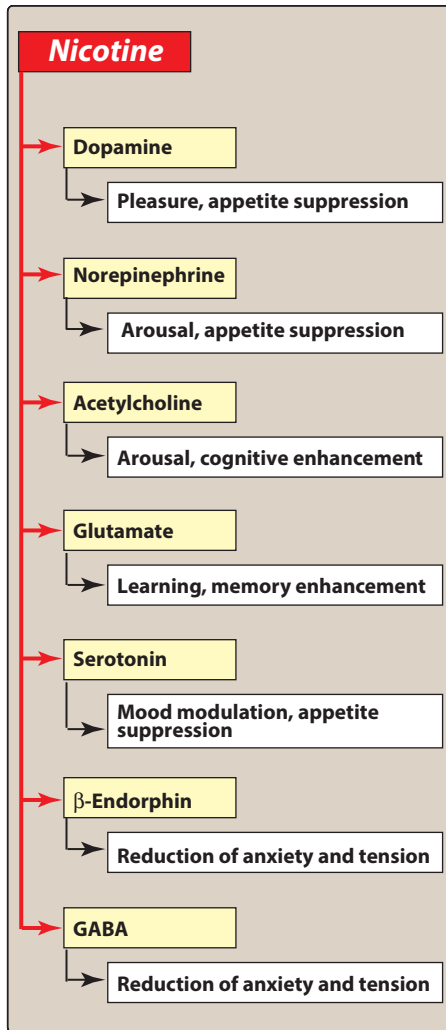 Nicotine
Dopamine
Pleasure, appetite suppression
Norepinephrine
Arousal, appetite suppression
Acetylcholine
Arousal, cognitive enhancement
Glutamate
Learning, memory enhancement
Serotonin
Mood modulation, appetite
suppression
β-Endorphin
Reduction of anxiety and tension
GABA
Reduction of anxiety and tension